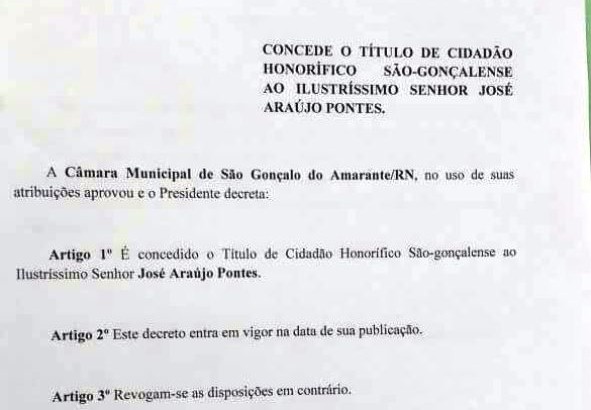 CONCEDE O TÍTULO DE CIDADÃO
HONORÍFICO SÃO-GONÇALENSE
AO ILUSTRÍSSIMO SENHOR JOSÉ
ARAÚJO PONTES.
A Câmara Municipal de São Gonçalo do Amarante/RN, no uso de suas
atribuições aprovou e o Presidente decreta:
Artigo 1º É concedido o Título de Cidadão Honorífico São-gonçalense ao
Ilustríssimo Senhor José Araújo Pontes.
Artigo 2º Este decreto entra em vigor na data de sua publicação.
Artigo 3º Revogam-se as disposições em contrário.